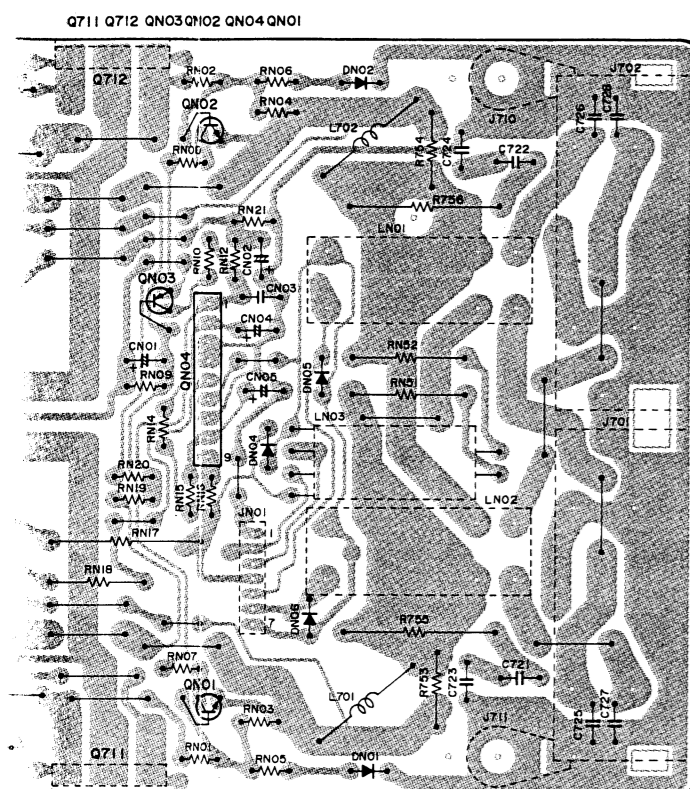 Q711 Q712 QN03 QN02 QN04 QN01
J702
Q712
RN02
RN06
DN02
QN02
RN04
L702
J710
C726
C728
R754
C724
C722
RN21
R756
LN01
RN10
RN12
CN02
+
QN03
CN03
1
CN04
+
CN01
+
RN09
QN04
RN52
DN05
CN05
+
RN51
LN03
J701
RN14
DN04
9
RN20
RN19
RN15
LN02
JN01
1
RN17
RN18
7
DN06
R755
RN07
C721
R753
C723
QN01
L701
RN03
J711
C725
C727
Q711
RN01
RN05
DN01